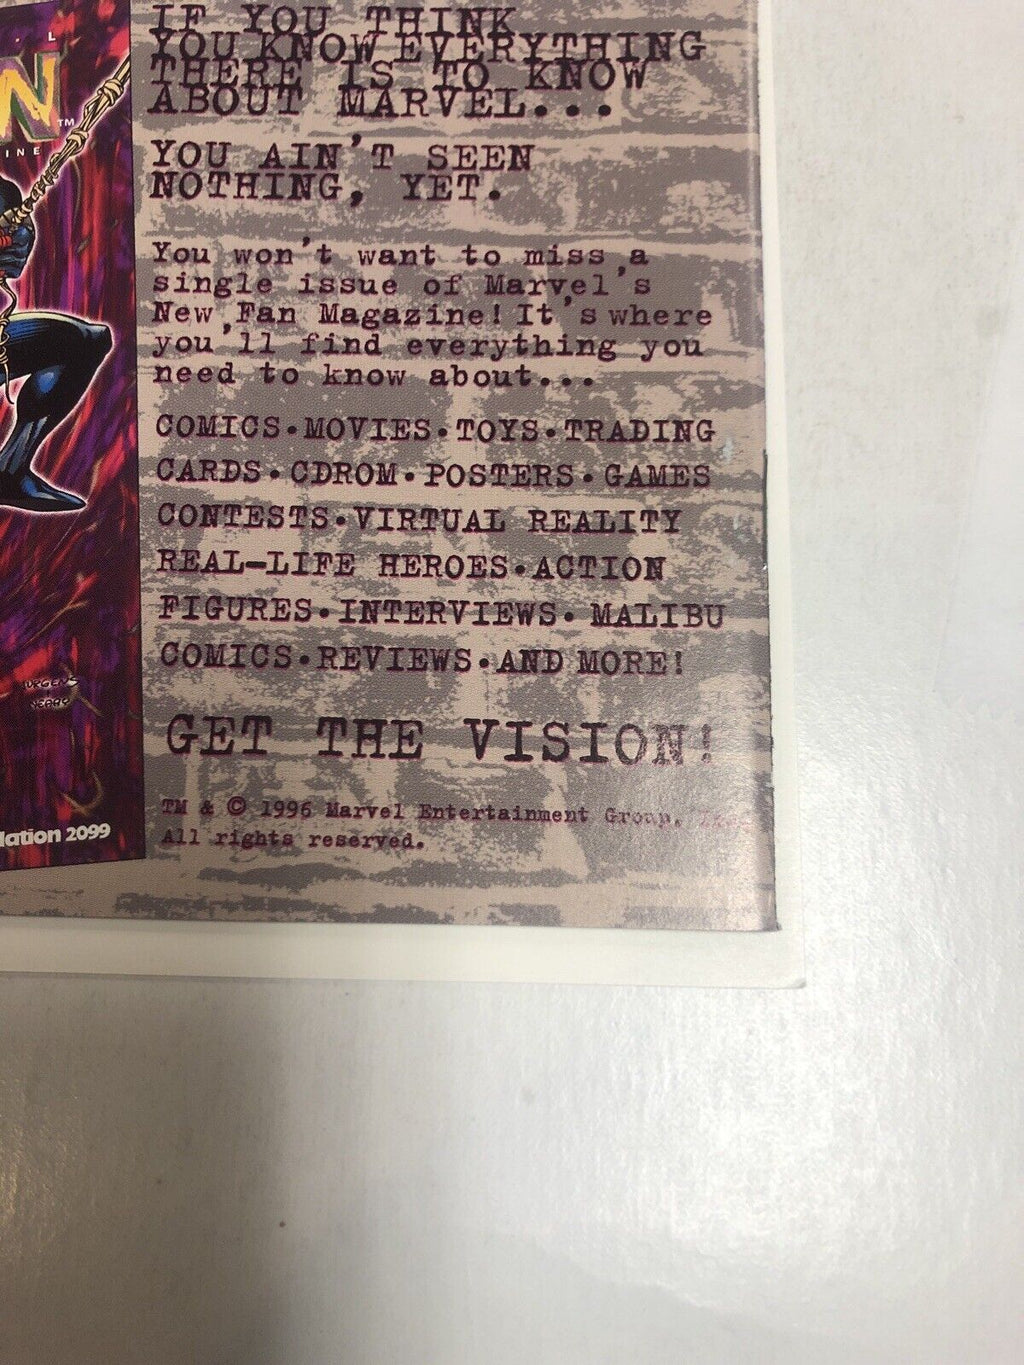 IF YOU THINK
YOU KNOW EVERYTHING
THERE IS TO KNOW
ABOUT MARVEL...
YOU AIN'T SEEN
NOTHING, YET.
You won't want to miss a
single issue of Marvel's
New Fan Magazine! It's where
you'll find everything you
need to know about...
COMICS•MOVIES•TOYS•TRADING
CARDS•CDROM•POSTERS•GAMES
CONTESTS•VIRTUAL REALITY
REAL-LIFE HEROES•ACTION
FIGURES•INTERVIEWS•MALIBU
COMICS•REVIEWS•AND MORE!
GET THE VISION!
TM & © 1996 Marvel Entertainment Group,
All rights reserved.
L
N™
INE
lation 2099